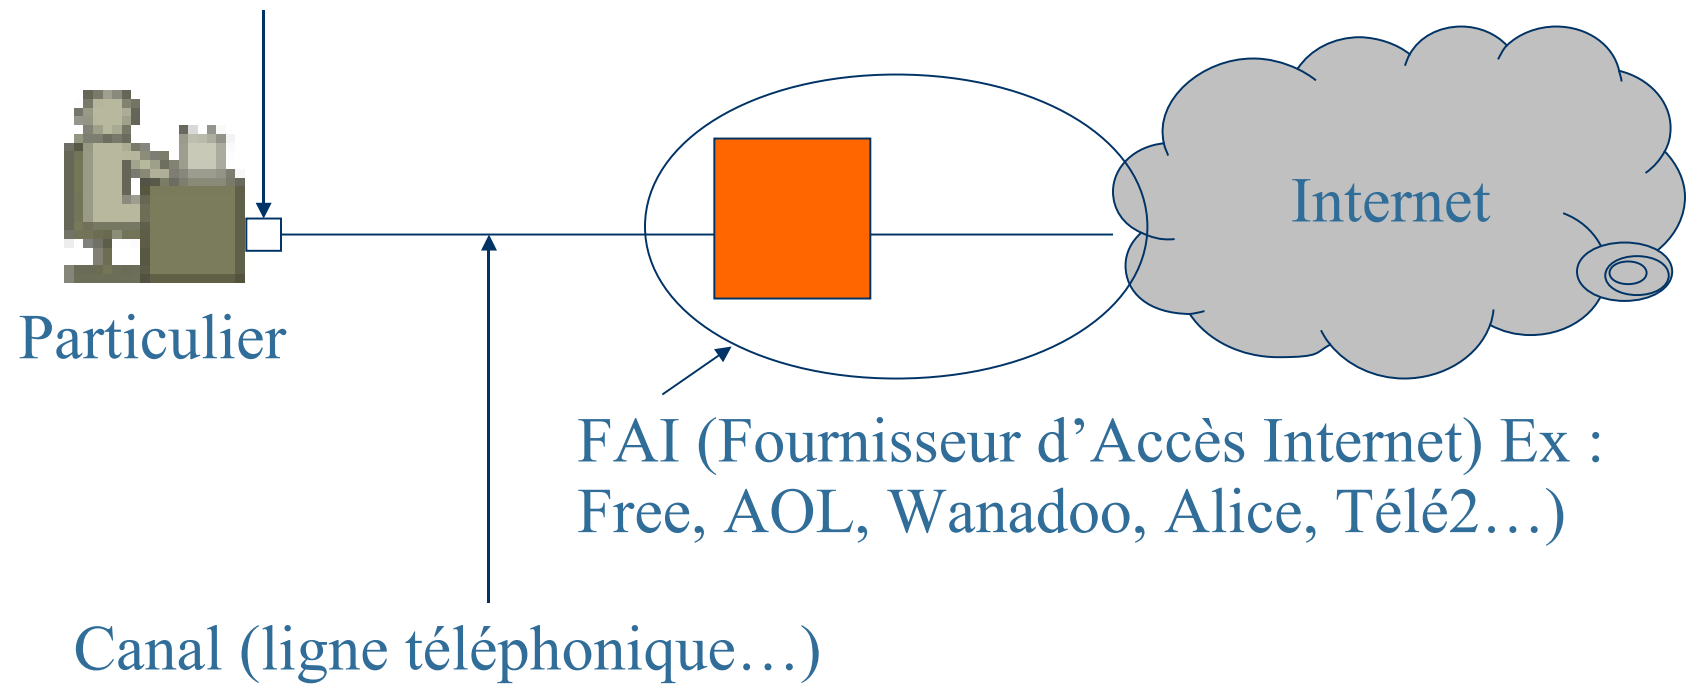 Internet
Particulier
FAI (Fournisseur d’Accès Internet) Ex :
Free, AOL, Wanadoo, Alice, Télé2…)
Canal (ligne téléphonique…)